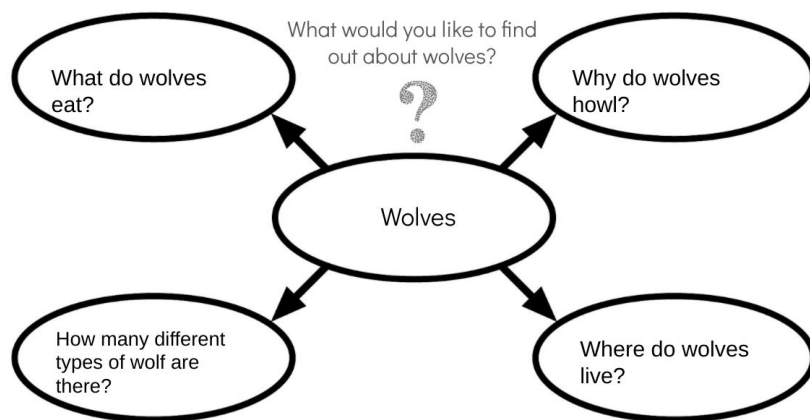 What would you like to find
out about wolves?
?
What do wolves
eat?
Why do wolves
howl?
Wolves
How many different
types of wolf are
there?
Where do wolves
live?